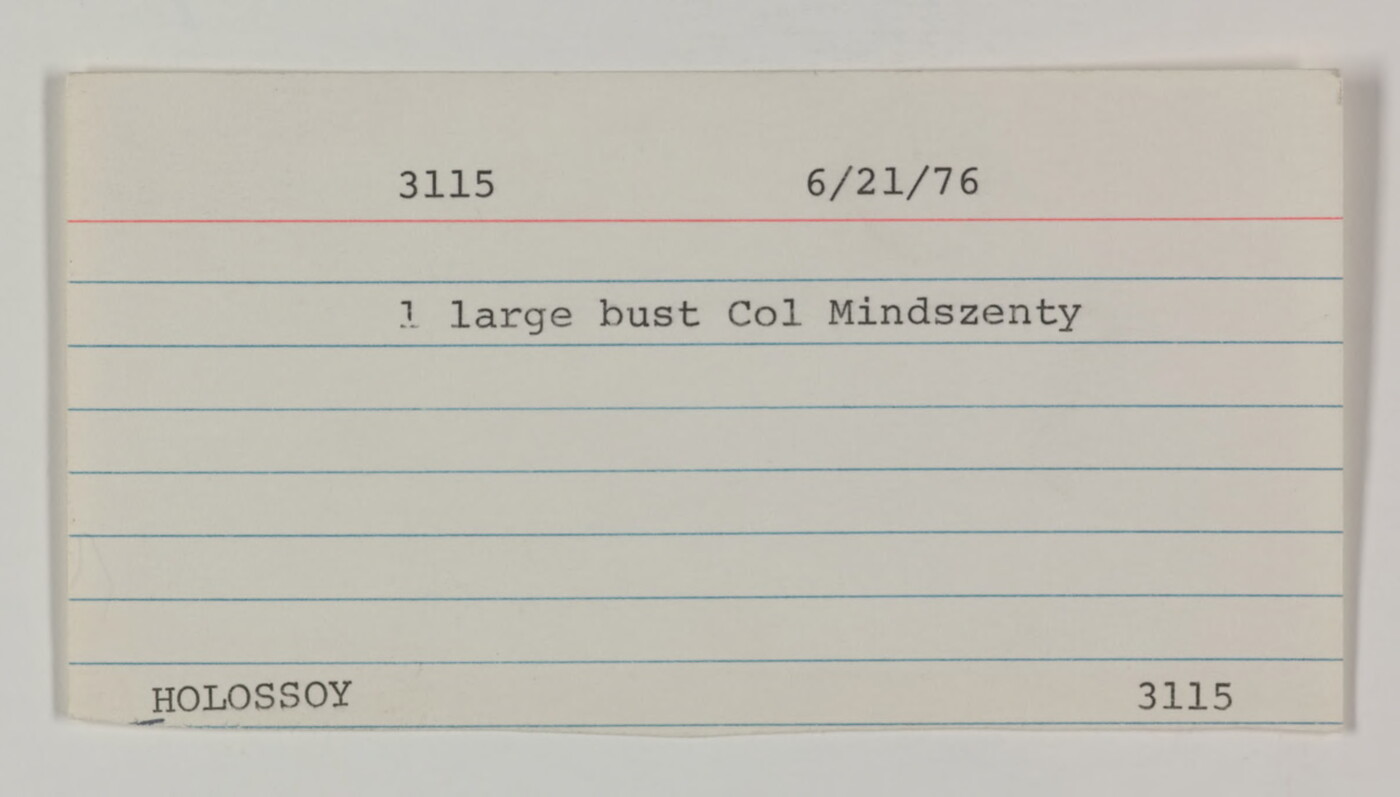 3115 6/21/76
1 large bust Col Mindszenty
HOLOSSOY 3115